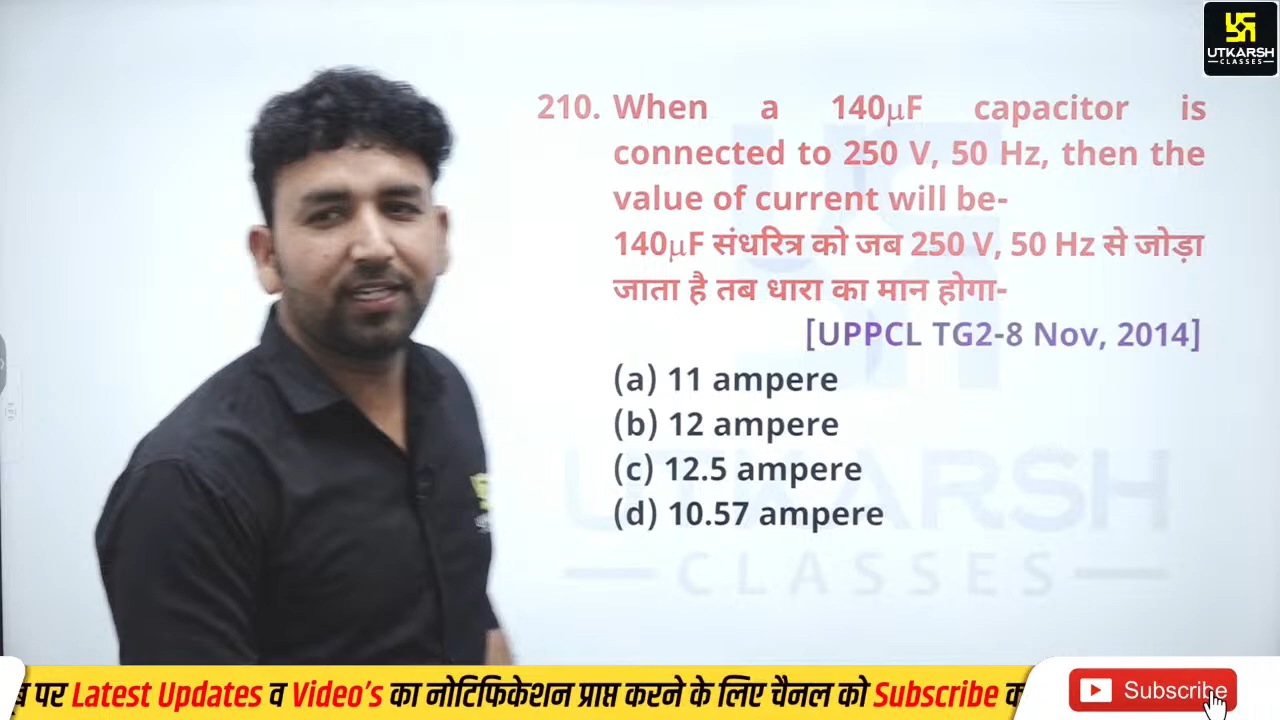 UTKARSH
CLASSES
210. When a 140μF capacitor is
connected to 250 V, 50 Hz, then the
value of current will be-
140μF संधरित्र को जब 250 V, 50 Hz से जोड़ा
जाता है तब धारा का मान होगा-
[UPPCL TG2-8 Nov, 2014]
(a) 11 ampere
(b) 12 ampere
(c) 12.5 ampere
(d) 10.57 ampere
UTKARSH
CLASSES
पर Latest Updates व Video's का नोटिफिकेशन प्राप्त करने के लिए चैनल को Subscribe
Subscribe